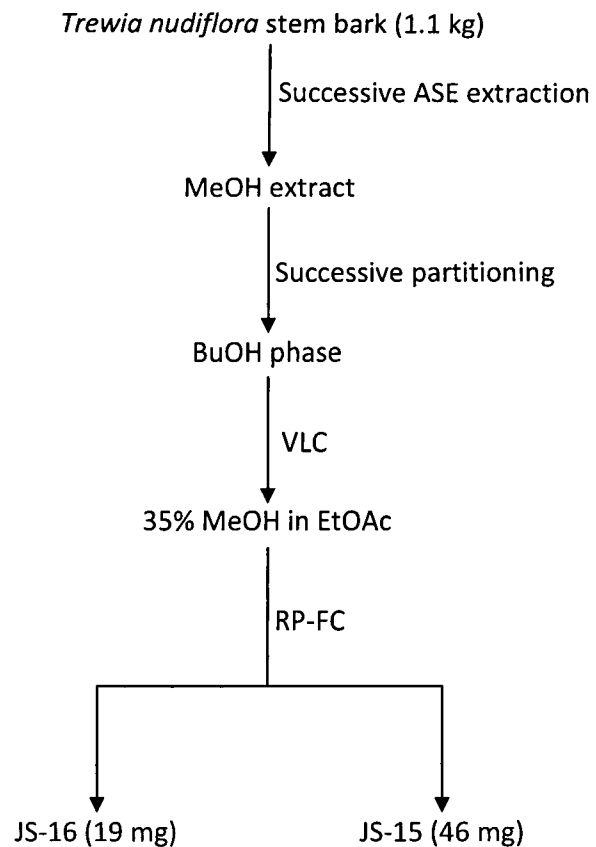 Trewia nudiflora stem bark (1.1 kg)
Successive ASE extraction
MeOH extract
Successive partitioning
BuOH phase
VLC
35% MeOH in EtOAc
RP-FC
JS-16 (19 mg)
JS-15 (46 mg)